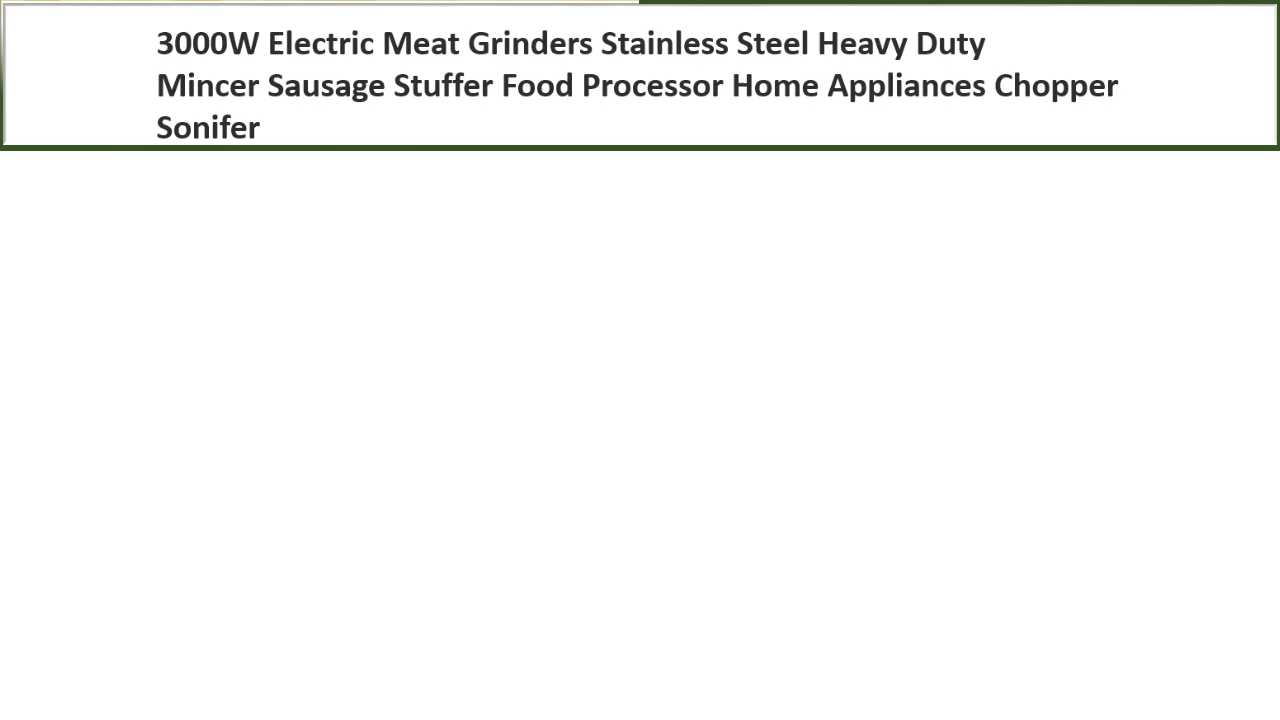 3000W Electric Meat Grinders Stainless Steel Heavy Duty
Mincer Sausage Stuffer Food Processor Home Appliances Chopper
Sonifer